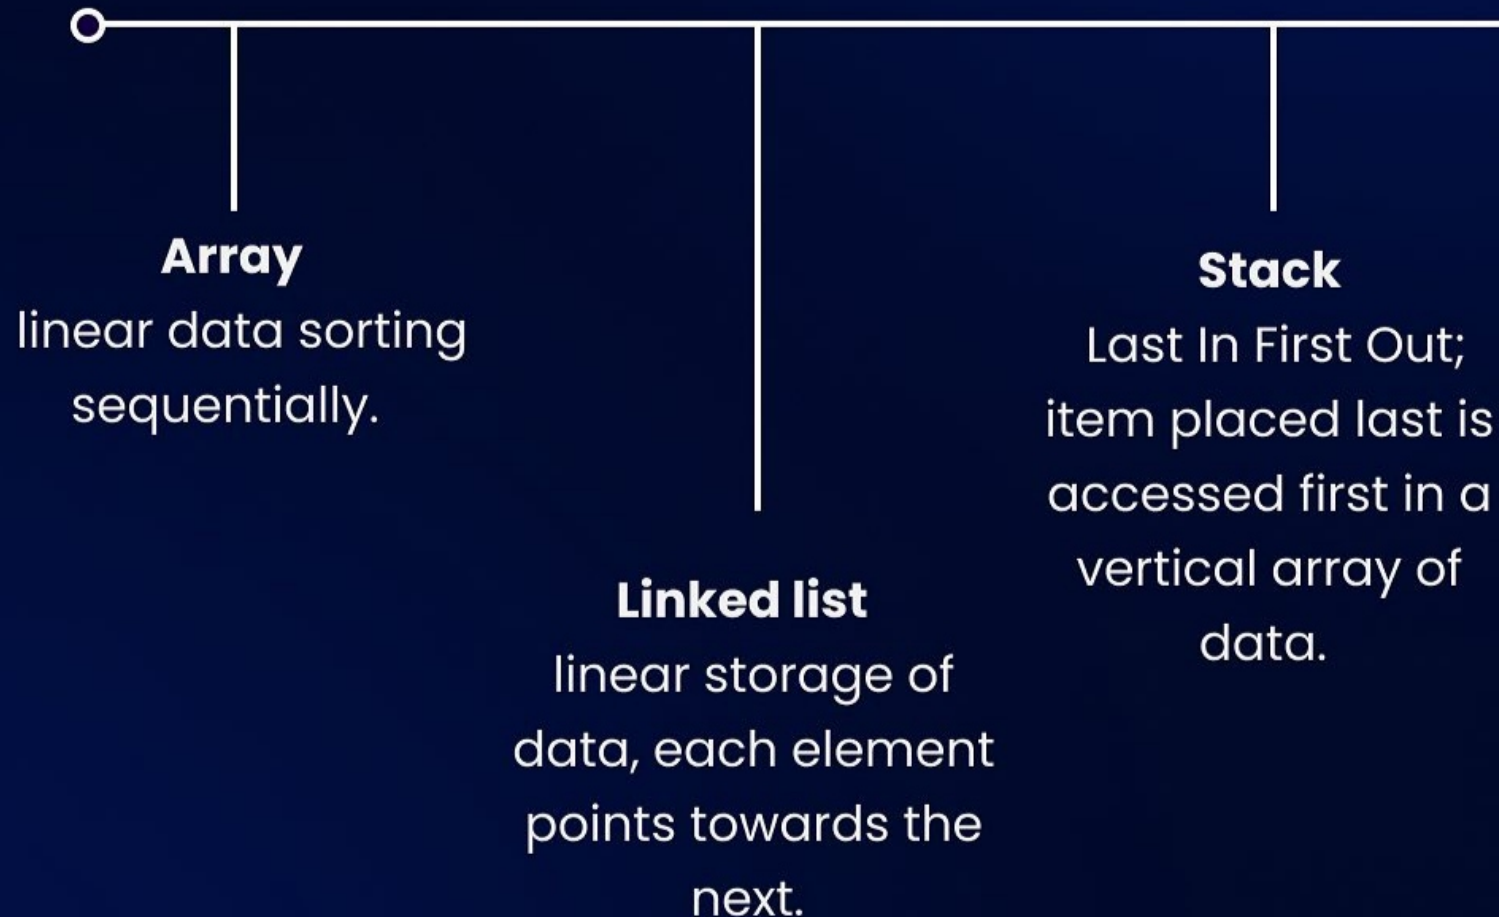 Array
linear data sorting
sequentially.
Linked list
linear storage of
data, each element
points towards the
next.
Stack
Last In First Out;
item placed last is
accessed first in a
vertical array of
data.